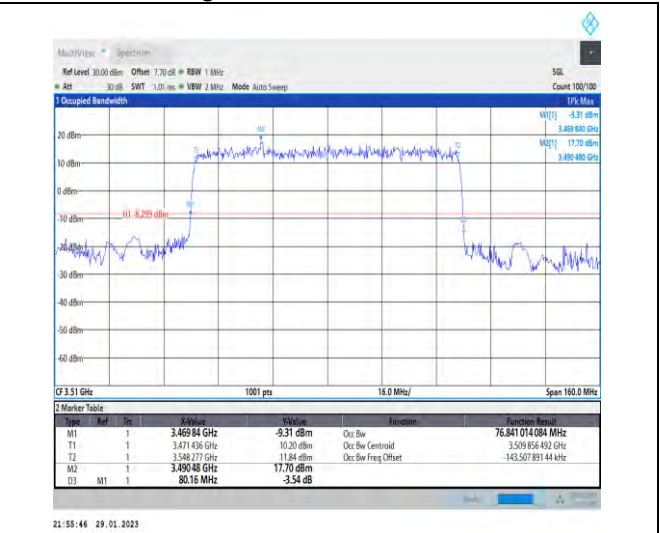 MultiView Spectrum
Ref Level 30.00 dBm Offset 7.70 dB RBW 1 MHz SGL
Att 30 dB SWT 1.01 ms VBW 2 MHz Mode Auto Sweep Count 100/100
1 Occupied Bandwidth 1Pk Max
M1[1] -9.31 dBm
3.469 840 GHz
M2[1] 17.70 dBm
3.490 480 GHz
20 dBm
M2
T1 T2
10 dBm
0 dBm
M1
-10 dBm H1 -8.299 dBm
-20 dBm
-30 dBm
-40 dBm
-50 dBm
-60 dBm
CF 3.51 GHz 1001 pts 16.0 MHz/ Span 160.0 MHz
2 Marker Table
Type Ref Trc X-Value Y-Value Function Function Result
M1 1 3.469 84 GHz -9.31 dBm Occ Bw 76.841 014 084 MHz
T1 1 3.471 436 GHz 10.20 dBm Occ Bw Centroid 3.509 856 492 GHz
T2 1 3.548 277 GHz 11.84 dBm Occ Bw Freq Offset -143.507 891 44 kHz
M2 1 3.490 48 GHz 17.70 dBm
D3 M1 1 80.16 MHz -3.54 dB
21:55:46 29.01.2023